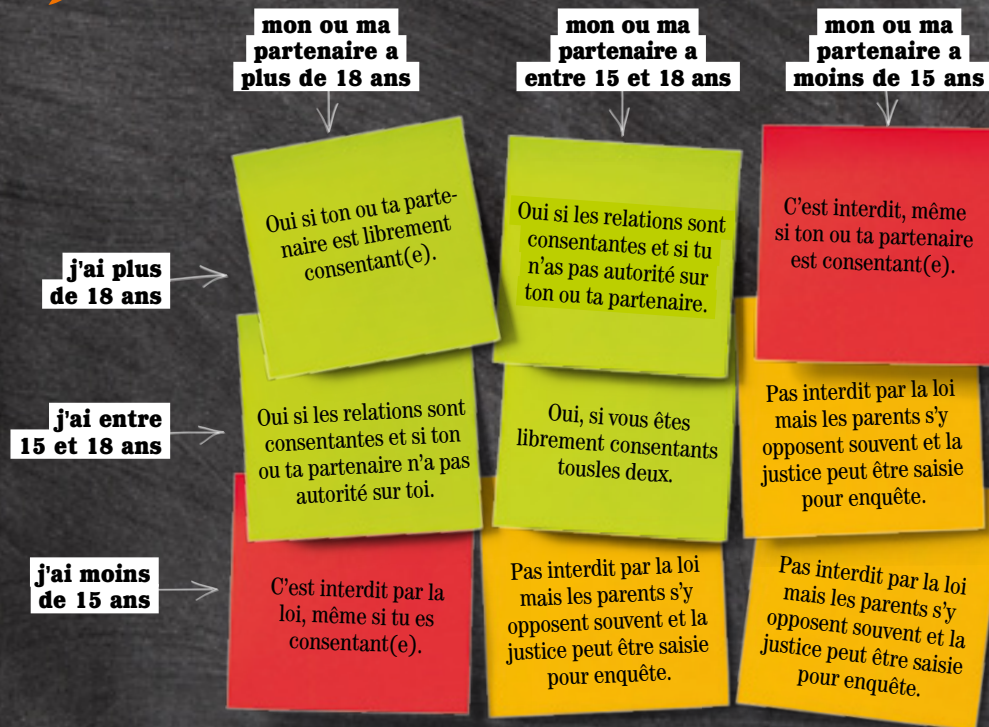 mon ou ma
partenaire a
plus de 18 ans
mon ou ma
partenaire a
entre 15 et 18 ans
mon ou ma
partenaire a
moins de 15 ans
j'ai plus
de 18 ans
Oui si ton ou ta parte-
naire est librement
consentant(e).
Oui si les relations sont
consentantes et si tu
n'as pas autorité sur
ton ou ta partenaire.
C'est interdit, même
si ton ou ta partenaire
est consentant(e).
j'ai entre
15 et 18 ans
Oui si les relations sont
consentantes et si ton
ou ta partenaire n'a pas
autorité sur toi.
Oui, si vous êtes
librement consentants
tousles deux.
Pas interdit par la loi
mais les parents s'y
opposent souvent et la
justice peut être saisie
pour enquête.
j'ai moins
de 15 ans
C'est interdit par la
loi, même si tu es
consentant(e).
Pas interdit par la loi
mais les parents s'y
opposent souvent et la
justice peut être saisie
pour enquête.
Pas interdit par la loi
mais les parents s'y
opposent souvent et la
justice peut être saisie
pour enquête.